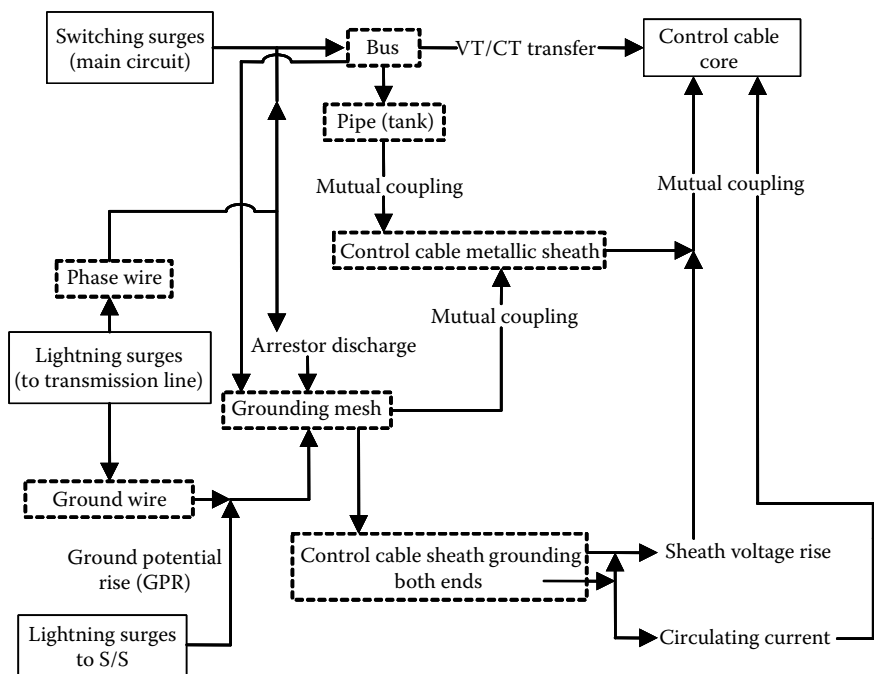 Switching surges
(main circuit)
Bus
VT/CT transfer
Control cable
core
Pipe (tank)
Mutual coupling
Mutual coupling
Control cable metallic sheath
Phase wire
Mutual coupling
Lightning surges
(to transmission line)
Arrestor discharge
Grounding mesh
Ground wire
Ground potential
rise (GPR)
Control cable sheath grounding
both ends
Sheath voltage rise
Lightning surges
to S/S
Circulating current